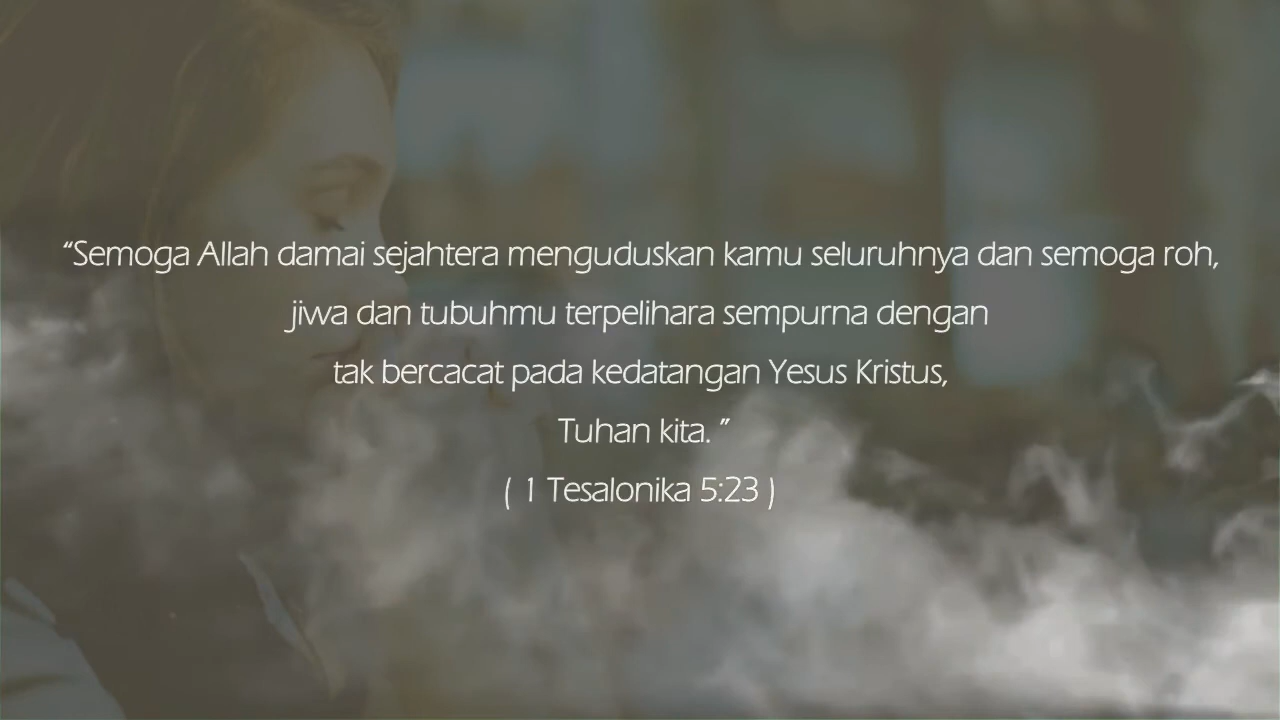 “Semoga Allah damai sejahtera menguduskan kamu seluruhnya dan semoga roh,
jiwa dan tubuhmu terpelihara sempurna dengan
tak bercacat pada kedatangan Yesus Kristus,
Tuhan kita. ”
( 1 Tesalonika 5:23 )